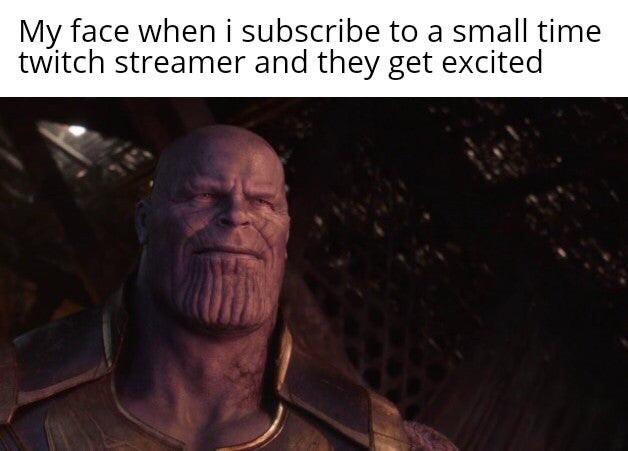 My face when i subscribe to a small time
twitch streamer and they get excited